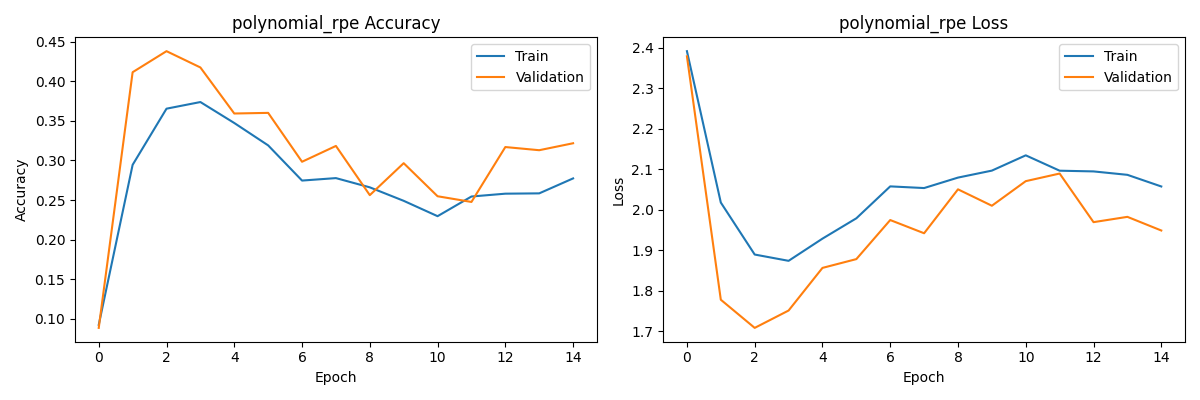 polynomial_rpe Accuracy
0.45
0.40
0.35
0.30
0.25
0.20
0.15
0.10
Accuracy
0 2 4 6 8 10 12 14
Epoch
Train
Validation
polynomial_rpe Loss
2.4
2.3
2.2
2.1
2.0
1.9
1.8
1.7
Loss
0 2 4 6 8 10 12 14
Epoch
Train
Validation